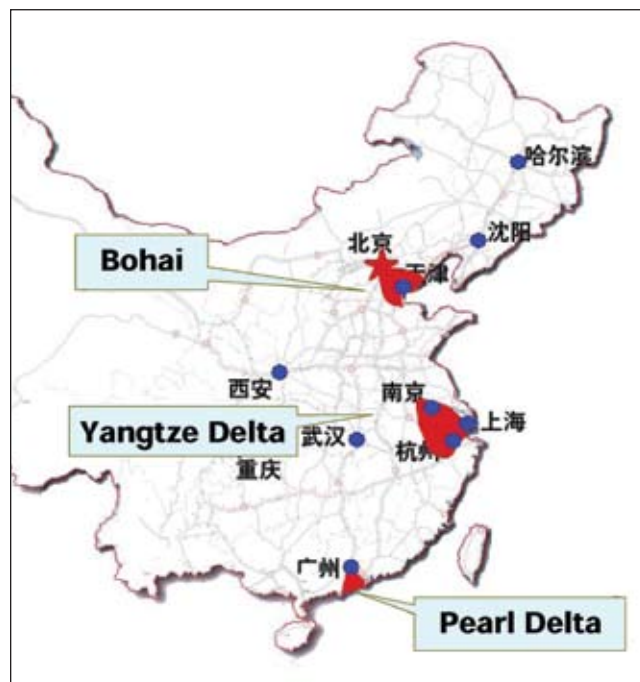 哈尔滨
沈阳
北京
Bohai
天津
西安
南京
上海
Yangtze Delta
武汉
杭州
重庆
广州
Pearl Delta